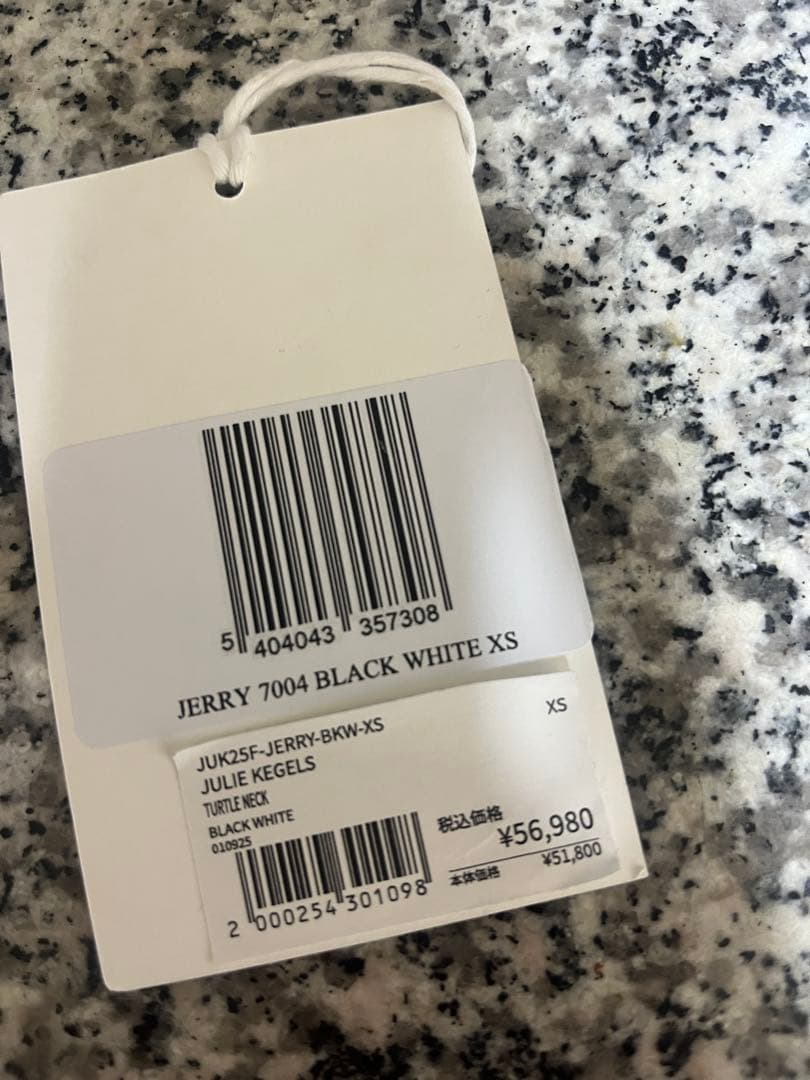 5 404043 357308
JERRY 7004 BLACK WHITE XS
JUK25F-JERRY-BKW-XS
XS
JULIE KEGELS
TURTLE NECK
BLACK WHITE
010925
税込価格
¥56,980
本体価格 ¥51,800
2 000254 301098